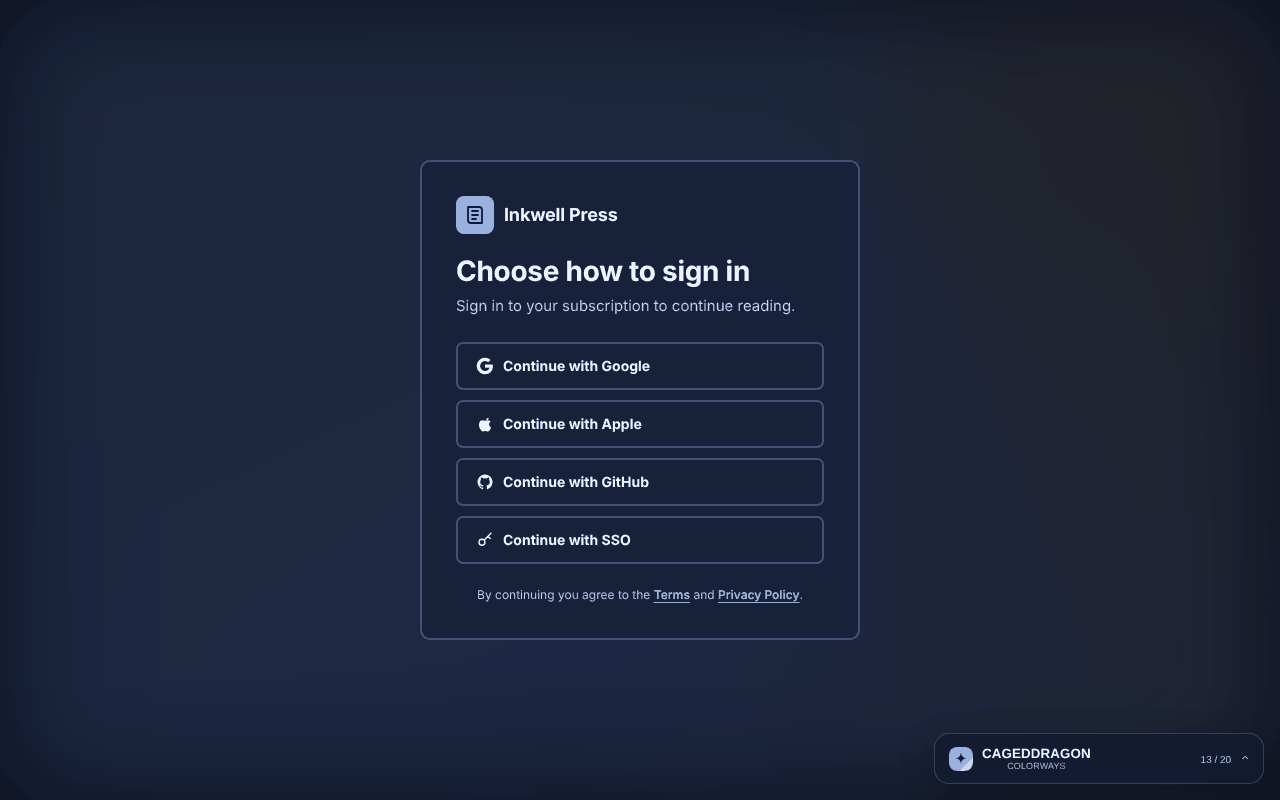 Inkwell Press
Choose how to sign in
Sign in to your subscription to continue reading.
Continue with Google
Continue with Apple
Continue with GitHub
Continue with SSO
By continuing you agree to the Terms and Privacy Policy.
CAGEDDRAGON
COLORWAYS
13 / 20